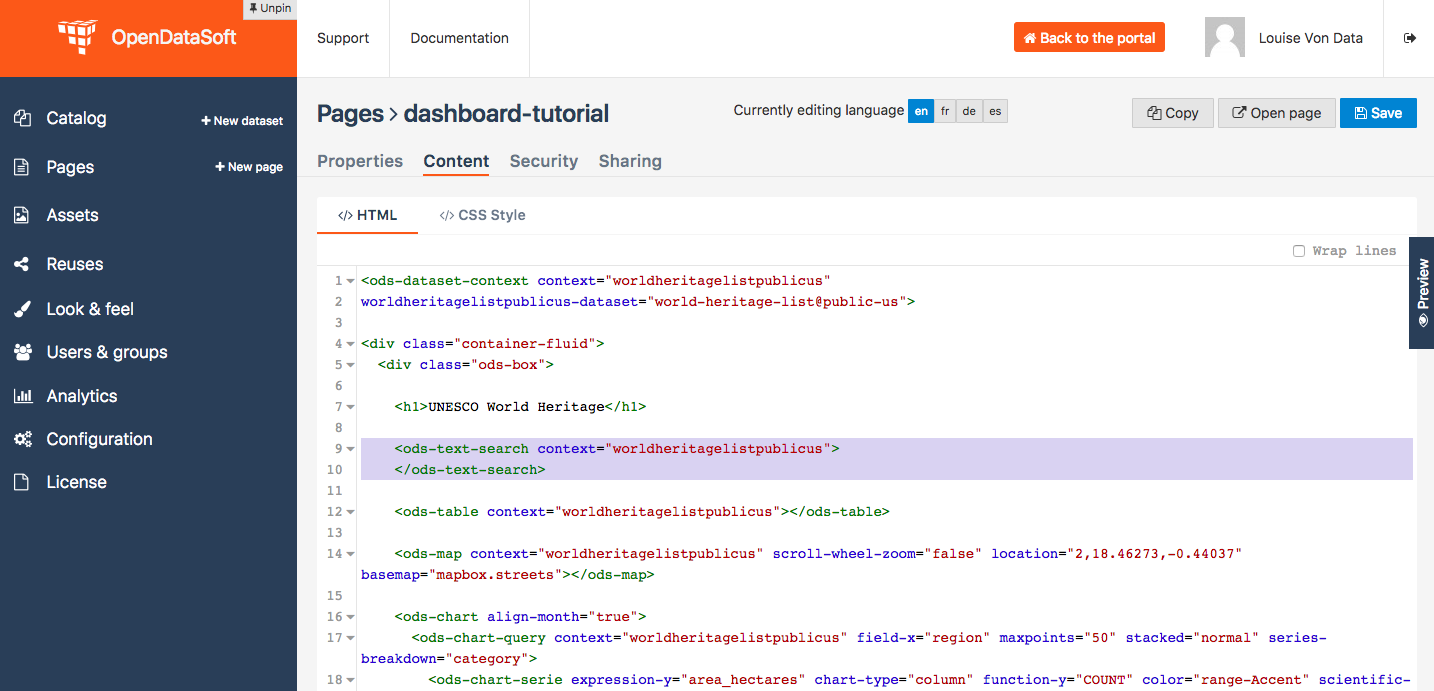 Unpin
OpenDataSoft
Support
Documentation
Back to the portal
Louise Von Data
Catalog
+ New dataset
Pages
+ New page
Assets
Reuses
Look & feel
Users & groups
Analytics
Configuration
License
Pages > dashboard-tutorial
Currently editing language en fr de es
Copy
Open page
Save
Properties Content Security Sharing
</> HTML </> CSS Style
Wrap lines
Preview
1 <ods-dataset-context context="worldheritagelistpublicus"
2 worldheritagelistpublicus-dataset="world-heritage-list@public-us">
3
4 <div class="container-fluid">
5 <div class="ods-box">
6
7 <h1>UNESCO World Heritage</h1>
8
9 <ods-text-search context="worldheritagelistpublicus">
10 </ods-text-search>
11
12 <ods-table context="worldheritagelistpublicus"></ods-table>
13
14 <ods-map context="worldheritagelistpublicus" scroll-wheel-zoom="false" location="2,18.46273,-0.44037"
basemap="mapbox.streets"></ods-map>
15
16 <ods-chart align-month="true">
17 <ods-chart-query context="worldheritagelistpublicus" field-x="region" maxpoints="50" stacked="normal" series-
breakdown="category">
18 <ods-chart-serie expression-y="area_hectares" chart-type="column" function-y="COUNT" color="range-Accent" scientific-